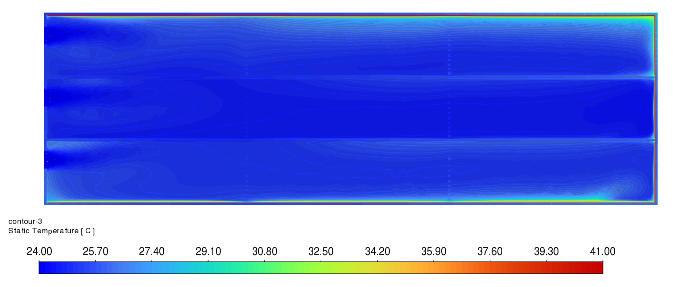 contour-3
Static Temperature [ C ]
24.00 25.70 27.40 29.10 30.80 32.50 34.20 35.90 37.60 39.30 41.00